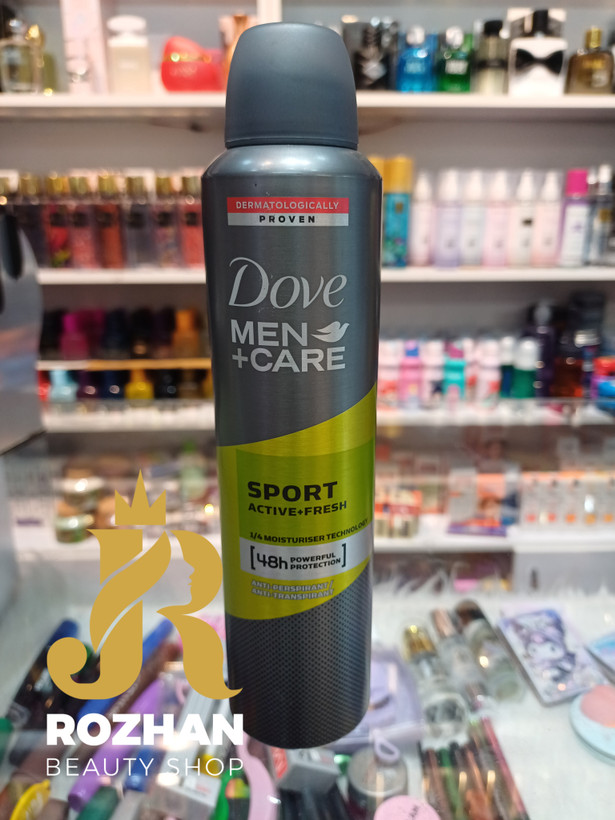 DERMATOLOGICALLY
PROVEN
Dove
MEN
+CARE
SPORT
ACTIVE+FRESH
1/4 MOISTURISER TECHNOLOGY
[48h POWERFUL
PROTECTION]
ANTI-PERSPIRANT/
ANTI-TRANSPIRANT
JR
ROZHAN
BEAUTY SHOP